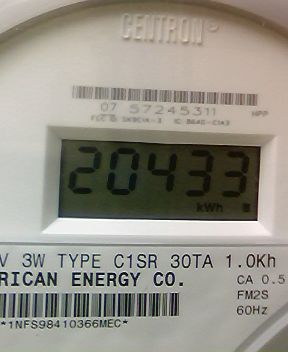 CENTRON®
07 57245311 HPP
20433
kWh
V 3W TYPE C1SR 30TA 1.0Kh
RICAN ENERGY CO. CA 0.5
FM2S
*1NFS98410366MEC* 60Hz